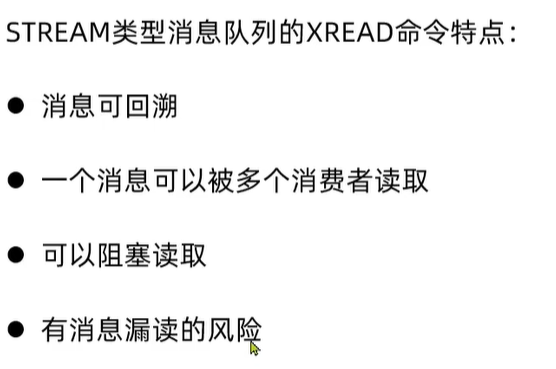 STREAM类型消息队列的XREAD命令特点：
● 消息可回溯
● 一个消息可以被多个消费者读取
● 可以阻塞读取
● 有消息漏读的风险